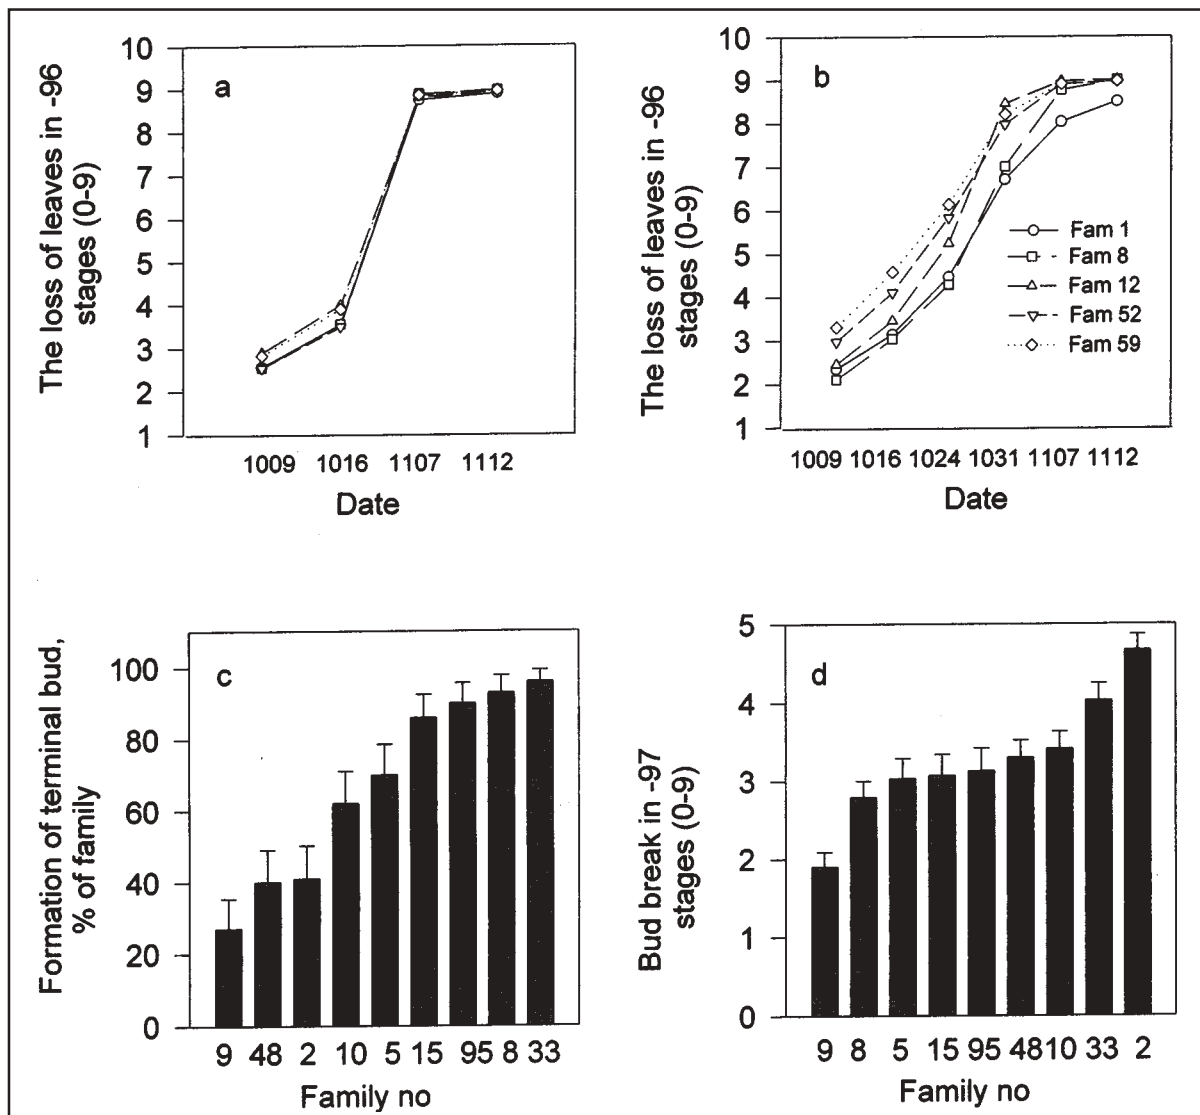 a
The loss of leaves in -96
stages (0-9)
10
9
8
7
6
5
4
3
2
1
1009 1016 1107 1112
Date
b
The loss of leaves in -96
stages (0-9)
10
9
8
7
6
5
4
3
2
1
Fam 1
Fam 8
Fam 12
Fam 52
Fam 59
1009 1016 1024 1031 1107 1112
Date
c
Formation of terminal bud,
% of family
100
80
60
40
20
0
9 48 2 10 5 15 95 8 33
Family no
d
Bud break in -97
stages (0-9)
5
4
3
2
1
0
9 8 5 15 95 48 10 33 2
Family no